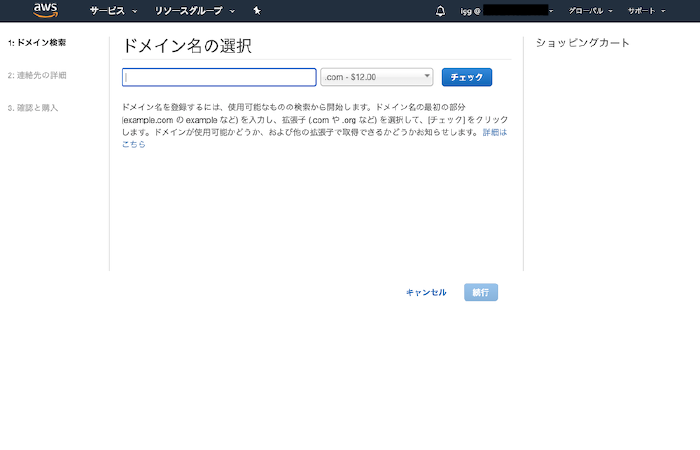 aws サービス リソースグループ igg @ グローバル サポート
1: ドメイン検索
2: 連絡先の詳細
3. 確認と購入
ドメイン名の選択
.com - $12.00 チェック
ドメイン名を登録するには、使用可能なものの検索から開始します。ドメイン名の最初の部分
(example.com の example など) を入力し、拡張子 (.com や .org など) を選択して、[チェック] をクリック
します。ドメインが使用可能かどうか、および他の拡張子で取得できるかどうかお知らせします。 詳細は
こちら
キャンセル 続行
ショッピングカート